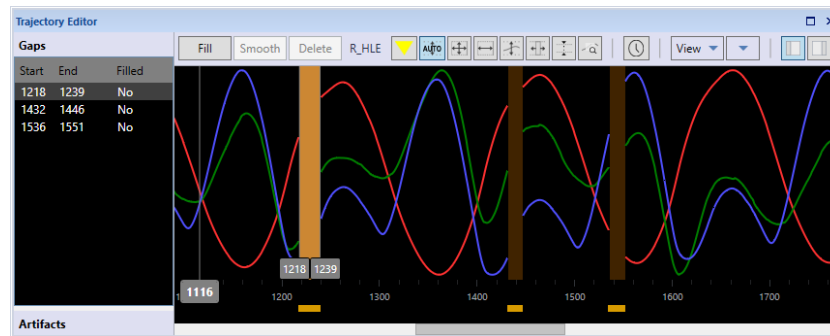 Trajectory Editor
Gaps
Fill Smooth Delete R_HLE AUTO View
Start End Filled
1218 1239 No
1432 1446 No
1536 1551 No
1218 1239
1116
1200 1300 1400 1500 1600 1700
Artifacts